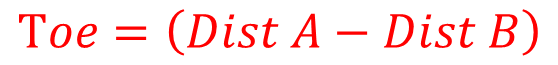 Toe = (Dist A − Dist B)